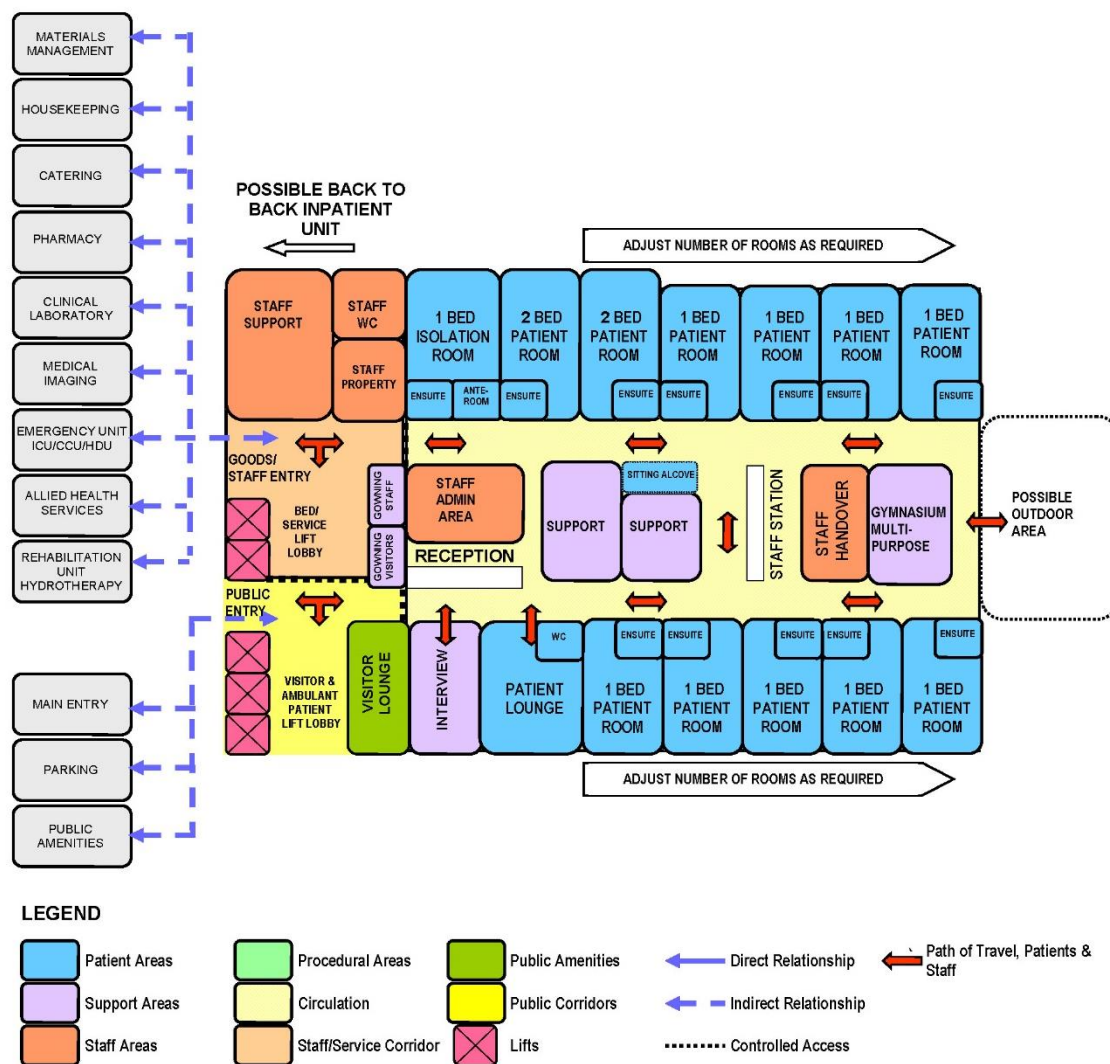 MATERIALS
MANAGEMENT
HOUSEKEEPING
CATERING
PHARMACY
CLINICAL
LABORATORY
MEDICAL
IMAGING
EMERGENCY UNIT
ICU/CCU/HDU
ALLIED HEALTH
SERVICES
REHABILITATION
UNIT
HYDROTHERAPY
MAIN ENTRY
PARKING
PUBLIC
AMENITIES
POSSIBLE BACK TO
BACK INPATIENT
UNIT
ADJUST NUMBER OF ROOMS AS REQUIRED
STAFF
SUPPORT
STAFF
WC
STAFF
PROPERTY
1 BED
ISOLATION
ROOM
ENSUITE
ANTE-
ROOM
2 BED
PATIENT
ROOM
ENSUITE
2 BED
PATIENT
ROOM
ENSUITE
1 BED
PATIENT
ROOM
ENSUITE
1 BED
PATIENT
ROOM
ENSUITE
1 BED
PATIENT
ROOM
ENSUITE
1 BED
PATIENT
ROOM
ENSUITE
GOODS/
STAFF ENTRY
BED/
SERVICE
LIFT
LOBBY
GOWNING
STAFF
GOWNING
VISITORS
STAFF
ADMIN
AREA
RECEPTION
SUPPORT
SITTING ALCOVE
SUPPORT
STAFF STATION
STAFF
HANDOVER
GYMNASIUM
MULTI-
PURPOSE
POSSIBLE
OUTDOOR
AREA
PUBLIC
ENTRY
VISITOR &
AMBULANT
PATIENT
LIFT LOBBY
VISITOR
LOUNGE
INTERVIEW
WC
PATIENT
LOUNGE
ENSUITE
1 BED
PATIENT
ROOM
ENSUITE
1 BED
PATIENT
ROOM
ENSUITE
1 BED
PATIENT
ROOM
ENSUITE
1 BED
PATIENT
ROOM
ENSUITE
1 BED
PATIENT
ROOM
ADJUST NUMBER OF ROOMS AS REQUIRED
LEGEND
Patient Areas
Support Areas
Staff Areas
Procedural Areas
Circulation
Staff/Service Corridor
Public Amenities
Public Corridors
Lifts
Direct Relationship
Indirect Relationship
Controlled Access
Path of Travel, Patients &
Staff